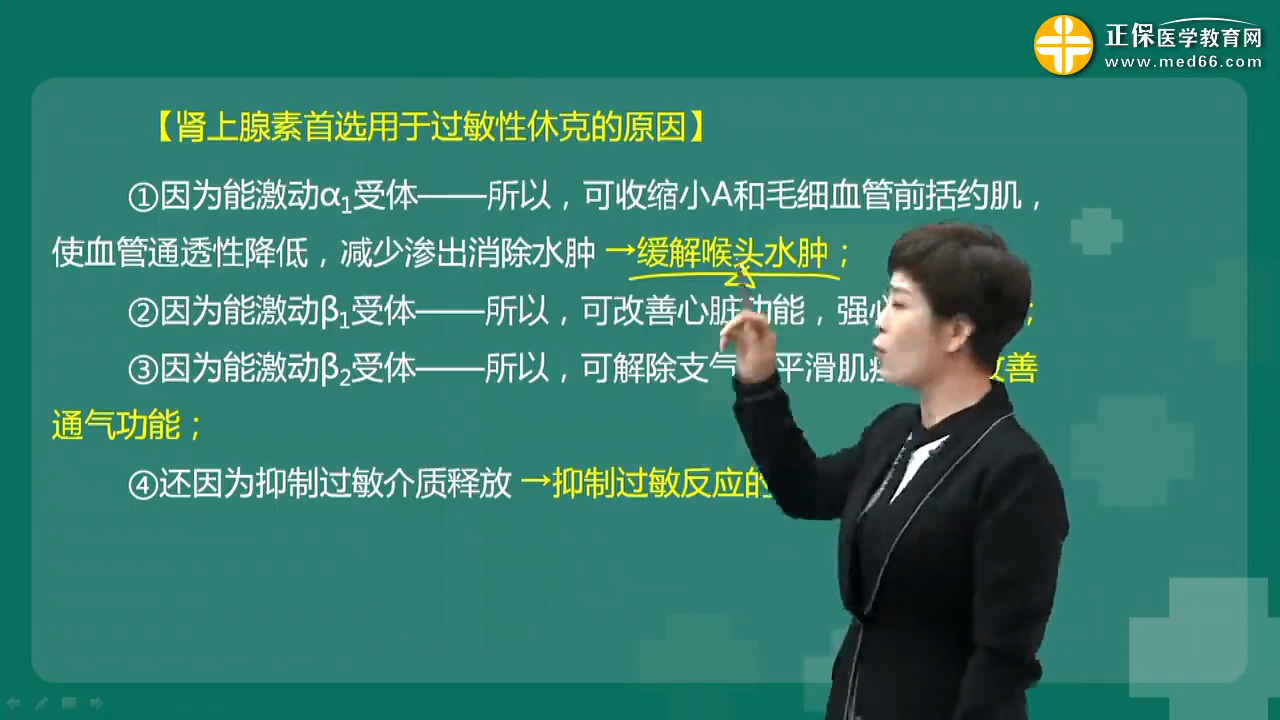 正保医学教育网
www.med66.com
【肾上腺素首选用于过敏性休克的原因】
①因为能激动α₁受体——所以，可收缩小A和毛细血管前括约肌，
使血管通透性降低，减少渗出消除水肿→缓解喉头水肿；
②因为能激动β₁受体——所以，可改善心脏功能，强心；
③因为能激动β₂受体——所以，可解除支气平滑肌改善
通气功能；
④还因为抑制过敏介质释放→抑制过敏反应的